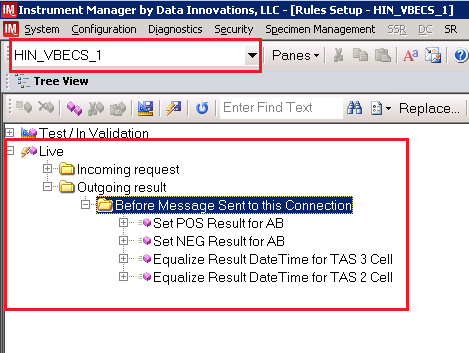 Instrument Manager by Data Innovations, LLC - [Rules Setup - HIN_VBECS_1]
System Configuration Diagnostics Security Specimen Management SSR DC SR
HIN_VBECS_1 Panes
Tree View
Enter Find Text Replace...
Test / In Validation
Live
Incoming request
Outgoing result
Before Message Sent to this Connection
Set POS Result for AB
Set NEG Result for AB
Equalize Result DateTime for TAS 3 Cell
Equalize Result DateTime for TAS 2 Cell